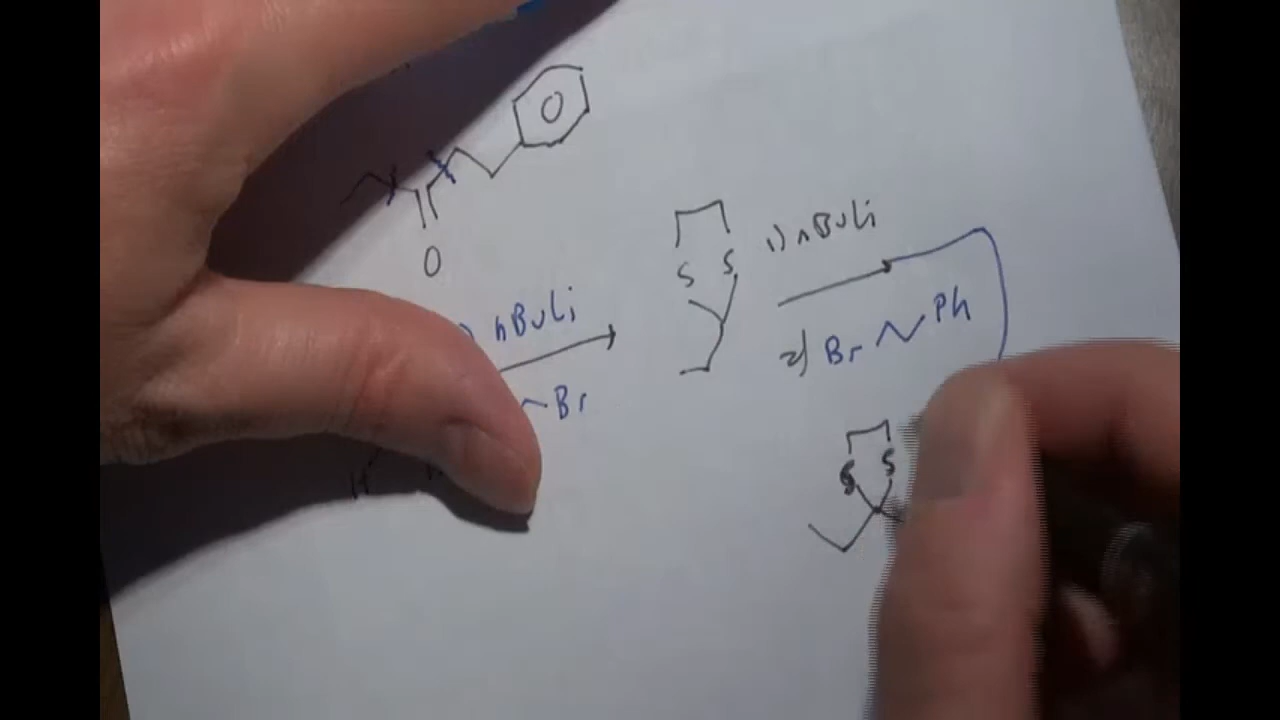 O
O
S S
1) nBuLi
2) Br Ph
) nBuLi
Br
S S